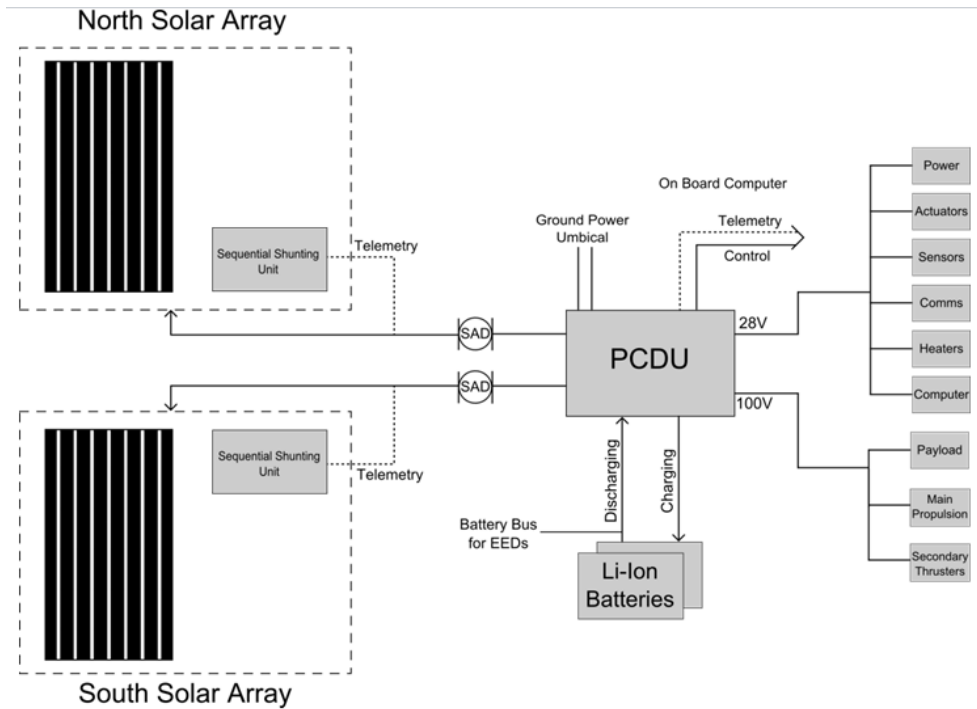 North Solar Array
Sequential Shunting
Unit
Telemetry
SAD
On Board Computer
Ground Power
Umbical
Telemetry
Control
PCDU
28V
100V
Power
Actuators
Sensors
Comms
Heaters
Computer
Payload
Main
Propulsion
Secondary
Thrusters
SAD
Sequential Shunting
Unit
Telemetry
Discharging
Charging
Battery Bus
for EEDs
Li-Ion
Batteries
South Solar Array